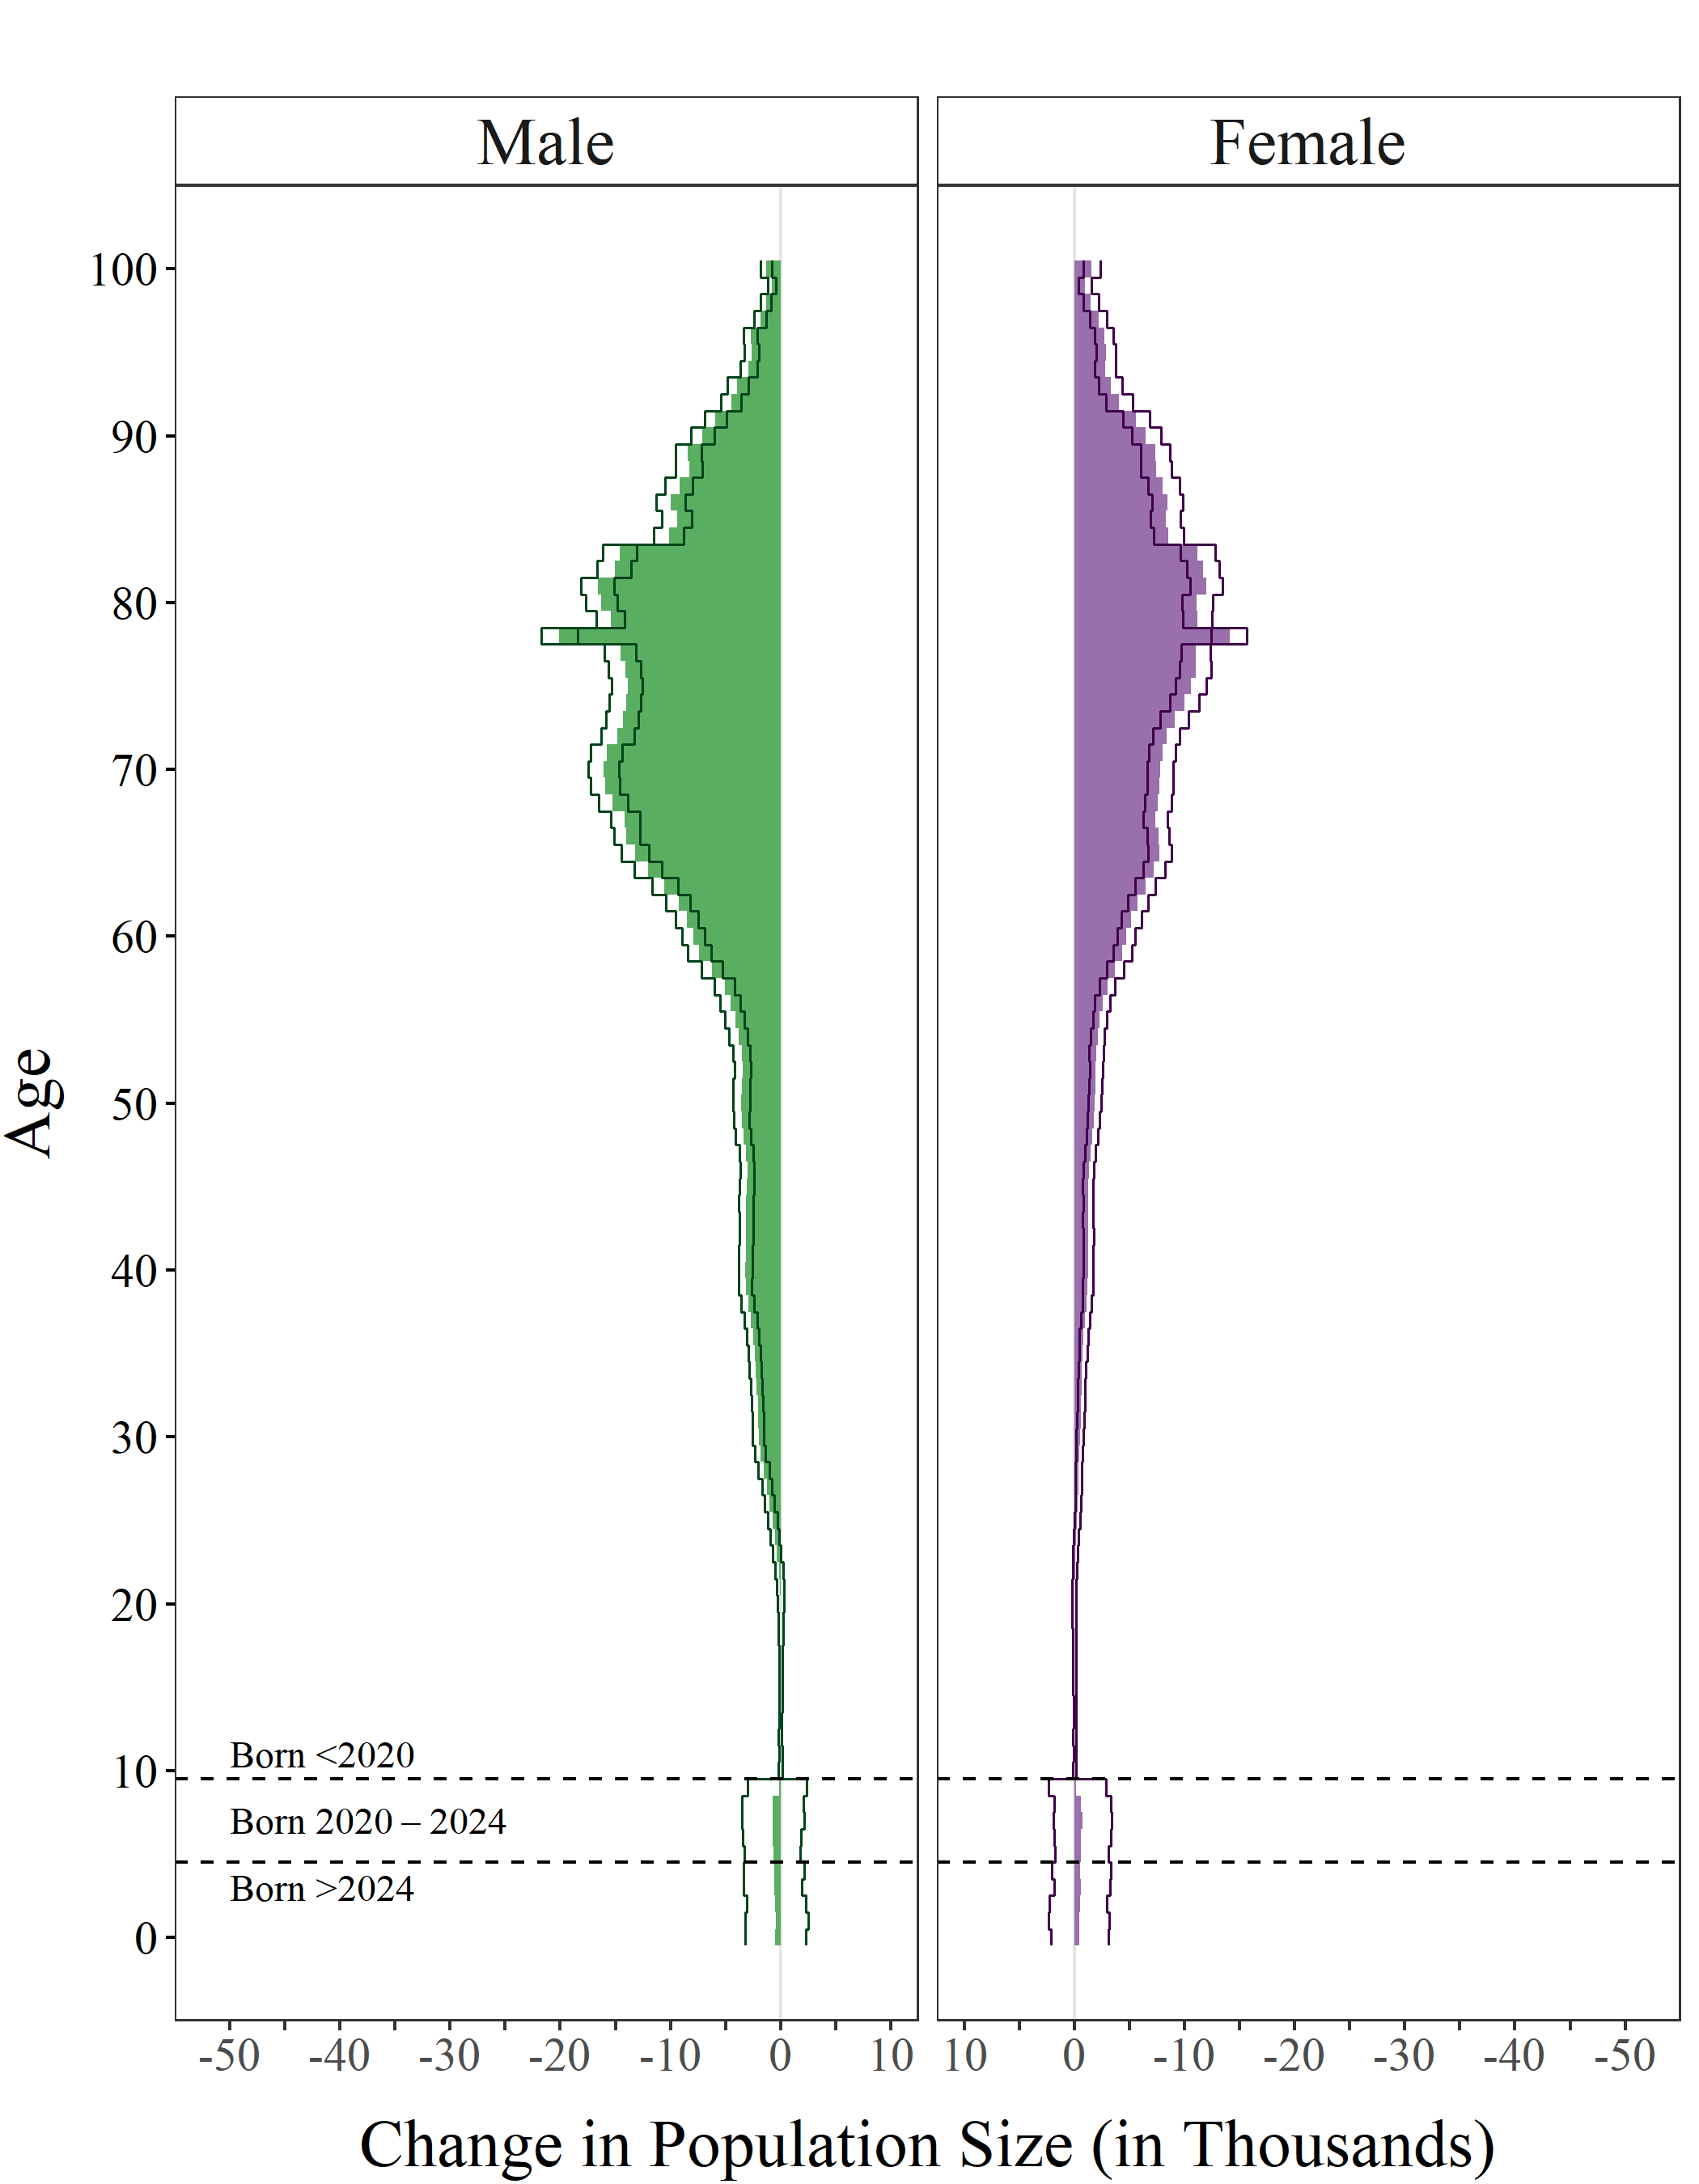 Male
Female
100
90
80
70
60
50
40
30
20
10
0
Age
Born <2020
Born 2020 – 2024
Born >2024
-50 -40 -30 -20 -10 0 10
10 0 -10 -20 -30 -40 -50
Change in Population Size (in Thousands)